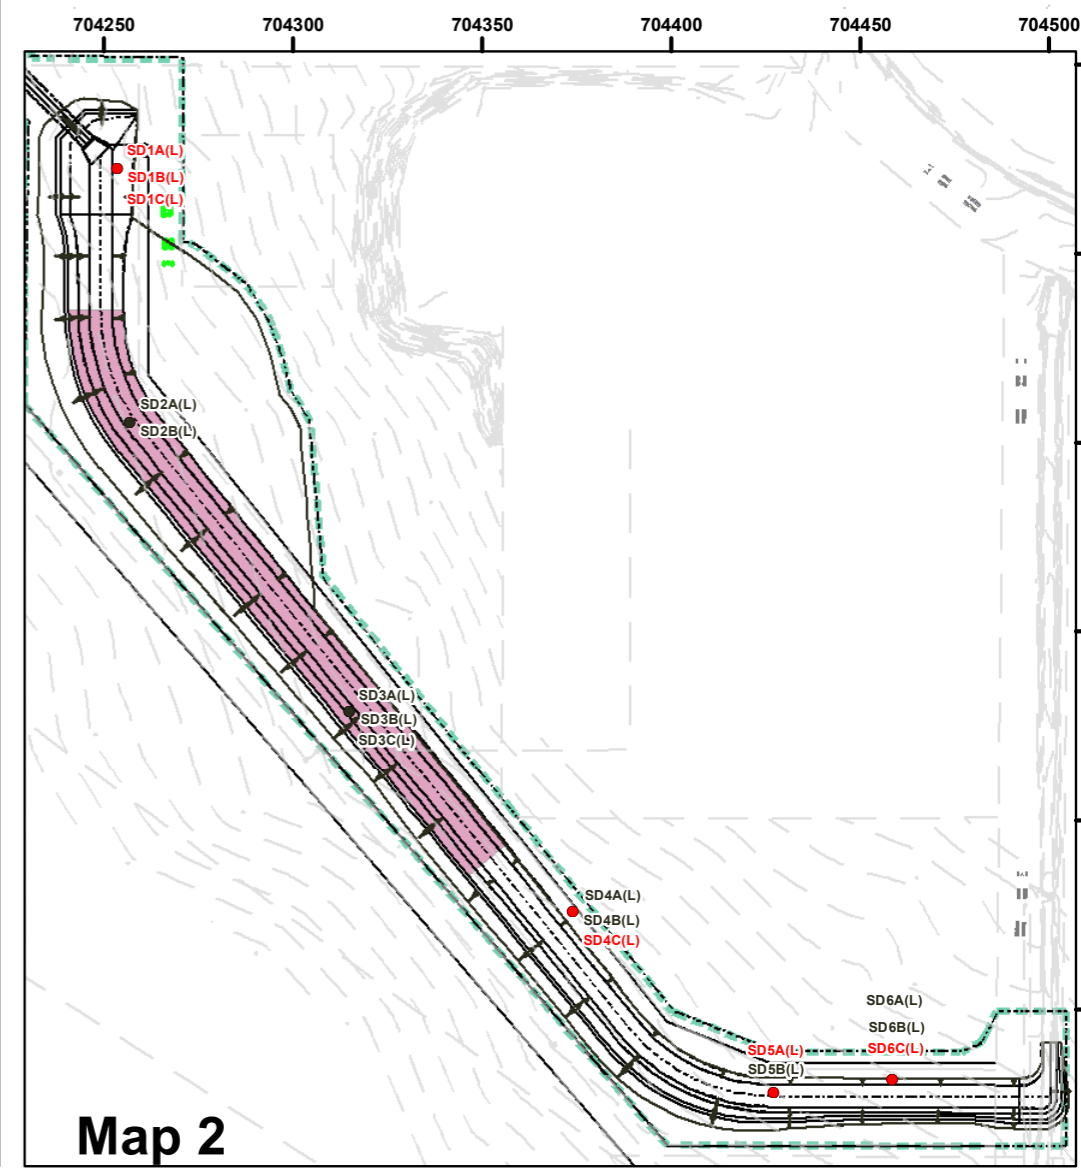 704250 704300 704350 704400 704450 704500
SD1A(L)
SD1B(L)
SD1C(L)
SD2A(L)
SD2B(L)
SD3A(L)
SD3B(L)
SD3C(L)
SD4A(L)
SD4B(L)
SD4C(L)
SD6A(L)
SD6B(L)
SD6C(L)
SD5A(L)
SD5B(L)
Map 2